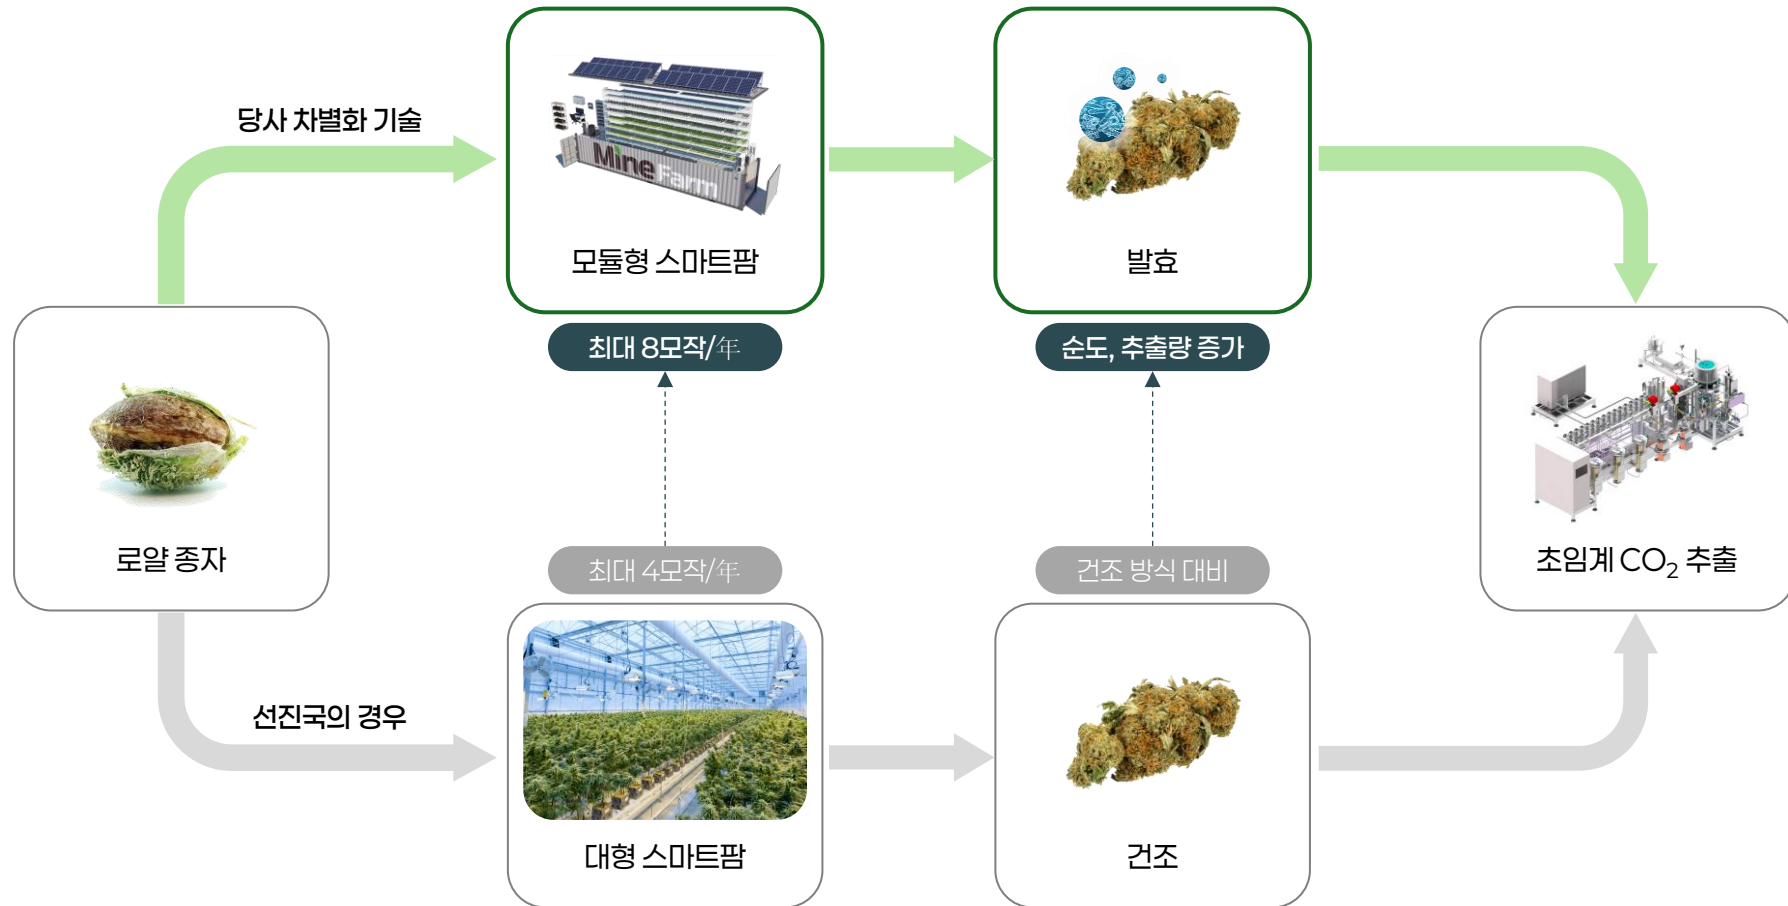 당사 차별화 기술
Mine Farm
모듈형 스마트팜
발효
최대 8모작/年
순도, 추출량 증가
로얄 종자
최대 4모작/年
건조 방식 대비
초임계 CO₂ 추출
선진국의 경우
대형 스마트팜
건조